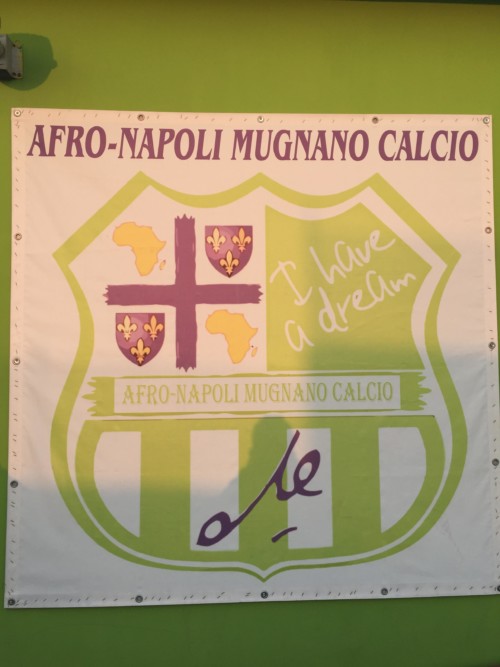 AFRO-NAPOLI MUGNANO CALCIO
I have
a dream
AFRO-NAPOLI MUGNANO CALCIO